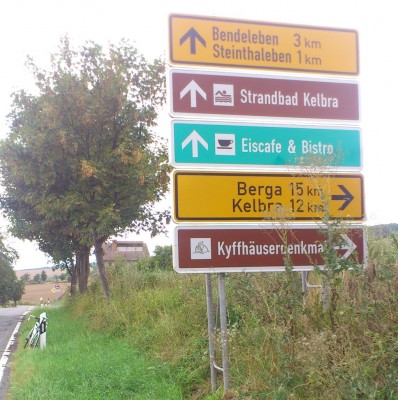 Bendeleben 3 km
Steinthaleben 1 km
Strandbad Kelbra
Eiscafe & Bistro
Berga 15 km
Kelbra 12 km
Kyffhäuserdenkmal